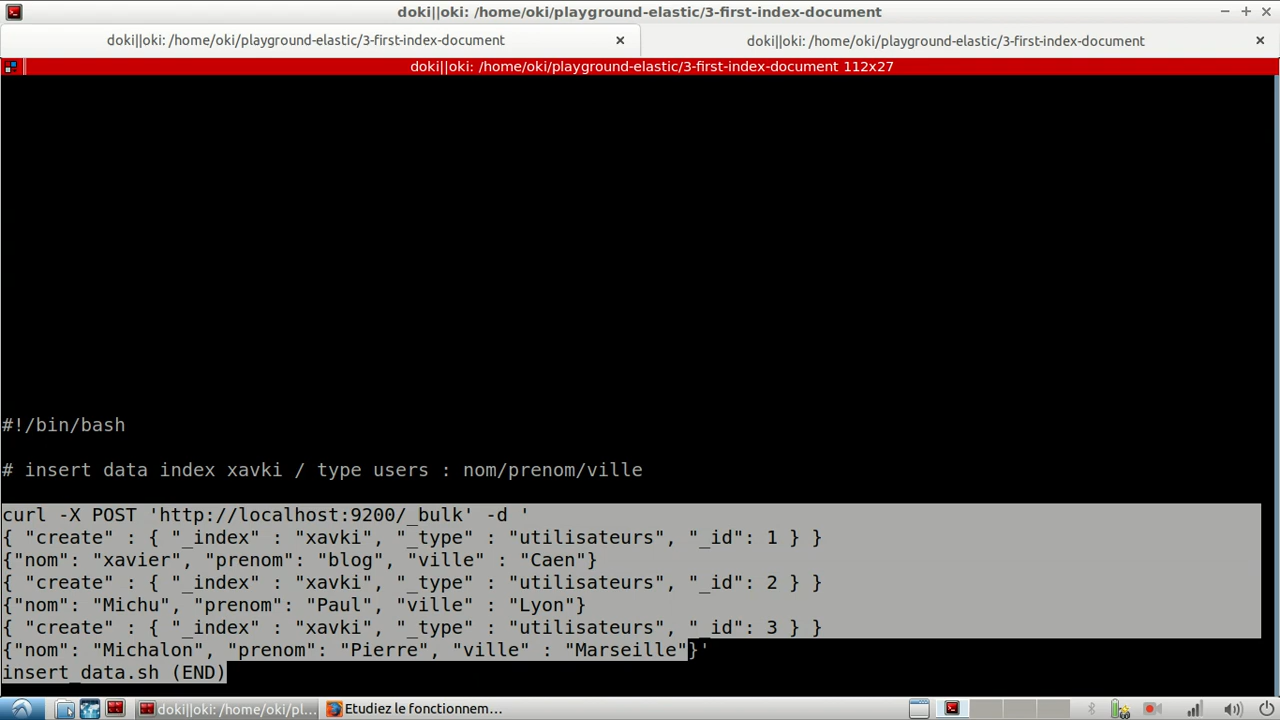 doki||oki: /home/oki/playground-elastic/3-first-index-document
doki||oki: /home/oki/playground-elastic/3-first-index-document
doki||oki: /home/oki/playground-elastic/3-first-index-document
doki||oki: /home/oki/playground-elastic/3-first-index-document 112x27
#!/bin/bash
# insert data index xavki / type users : nom/prenom/ville
curl -X POST 'http://localhost:9200/_bulk' -d '
{ "create" : { "_index" : "xavki", "_type" : "utilisateurs", "_id": 1 } }
{"nom": "xavier", "prenom": "blog", "ville" : "Caen"}
{ "create" : { "_index" : "xavki", "_type" : "utilisateurs", "_id": 2 } }
{"nom": "Michu", "prenom": "Paul", "ville" : "Lyon"}
{ "create" : { "_index" : "xavki", "_type" : "utilisateurs", "_id": 3 } }
{"nom": "Michalon", "prenom": "Pierre", "ville" : "Marseille"}'
insert_data.sh (END)
doki||oki: /home/oki/pl...
Etudiez le fonctionnem...